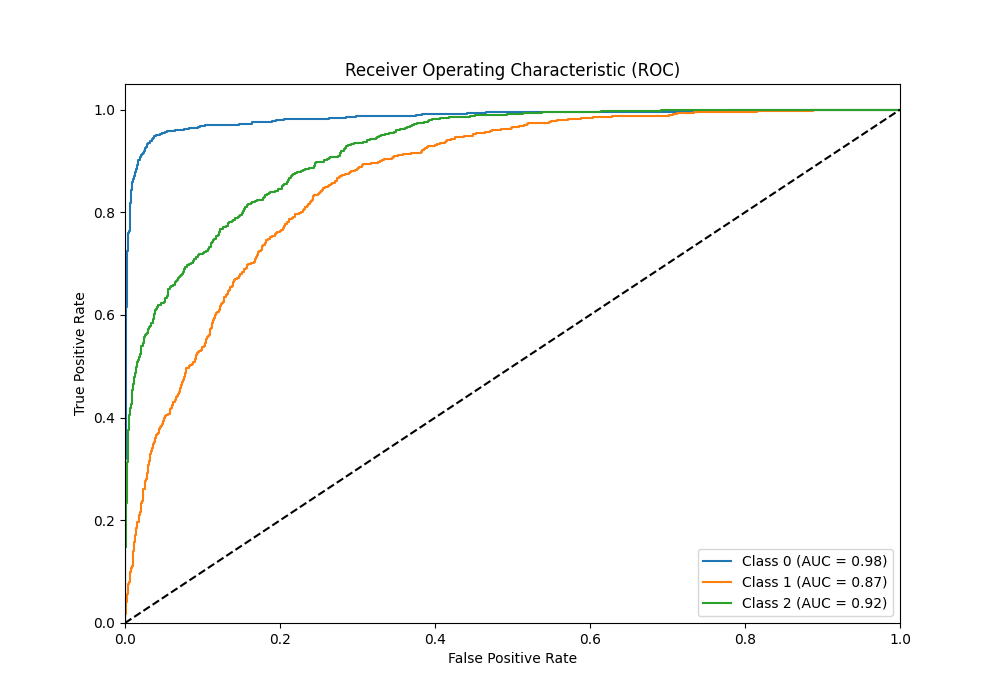 Receiver Operating Characteristic (ROC)
True Positive Rate
1.0
0.8
0.6
0.4
0.2
0.0
Class 0 (AUC = 0.98)
Class 1 (AUC = 0.87)
Class 2 (AUC = 0.92)
0.0 0.2 0.4 0.6 0.8 1.0
False Positive Rate